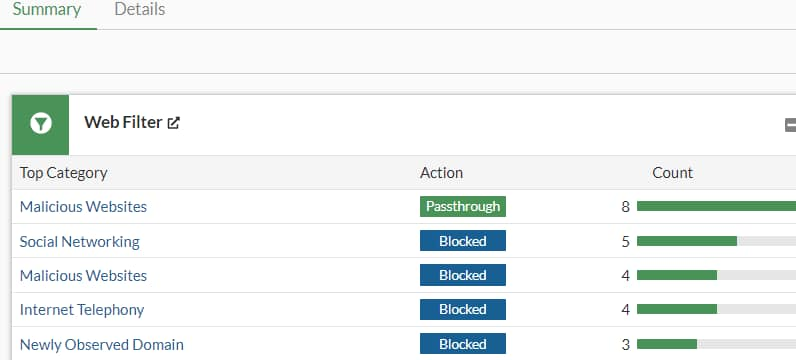 Summary Details
Web Filter
Top Category Action Count
Malicious Websites Passthrough 8
Social Networking Blocked 5
Malicious Websites Blocked 4
Internet Telephony Blocked 4
Newly Observed Domain Blocked 3